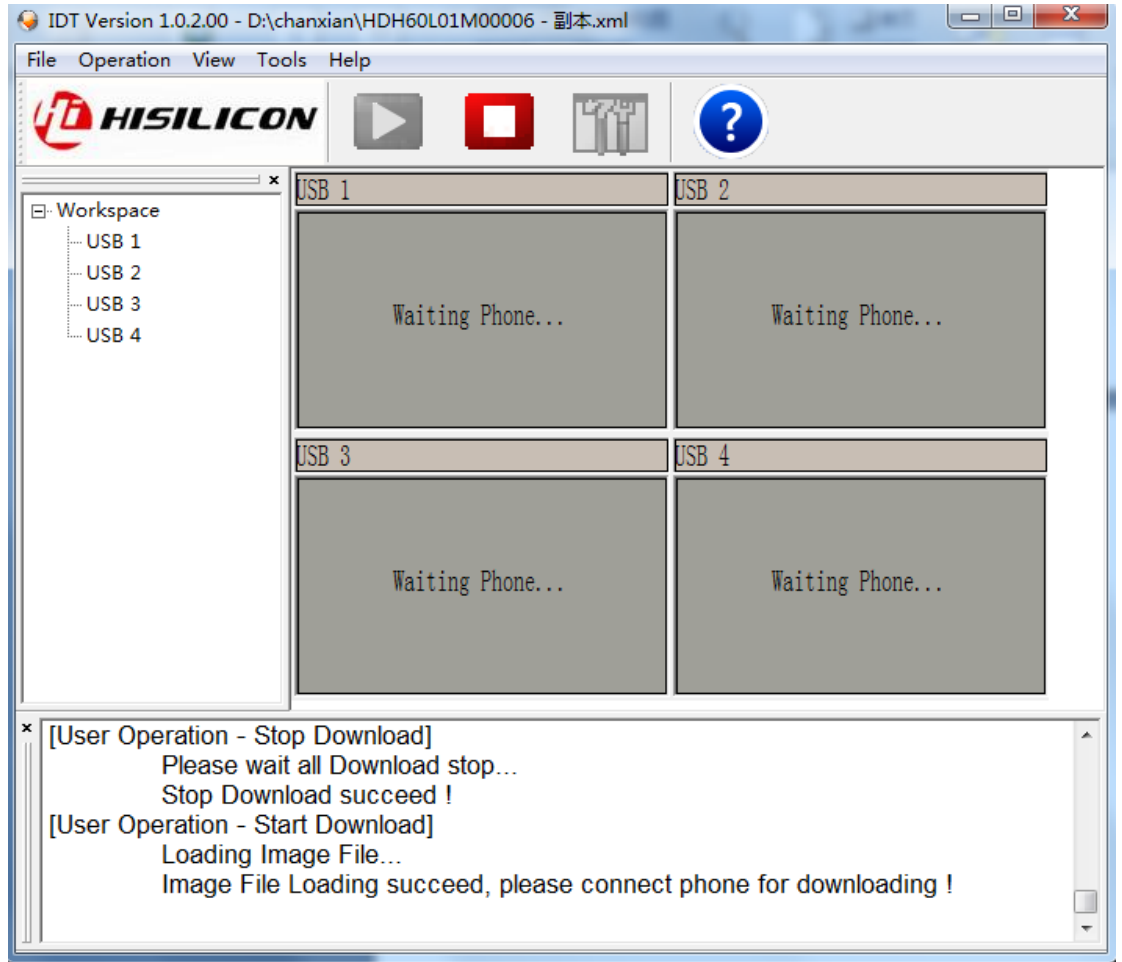 IDT Version 1.0.2.00 - D:\chanxian\HDH60L01M00006 - 副本.xml
File Operation View Tools Help
HISILICON
?
Workspace
USB 1
USB 2
USB 3
USB 4
USB 1
USB 2
Waiting Phone...
Waiting Phone...
USB 3
USB 4
Waiting Phone...
Waiting Phone...
[User Operation - Stop Download]
Please wait all Download stop...
Stop Download succeed !
[User Operation - Start Download]
Loading Image File...
Image File Loading succeed, please connect phone for downloading !